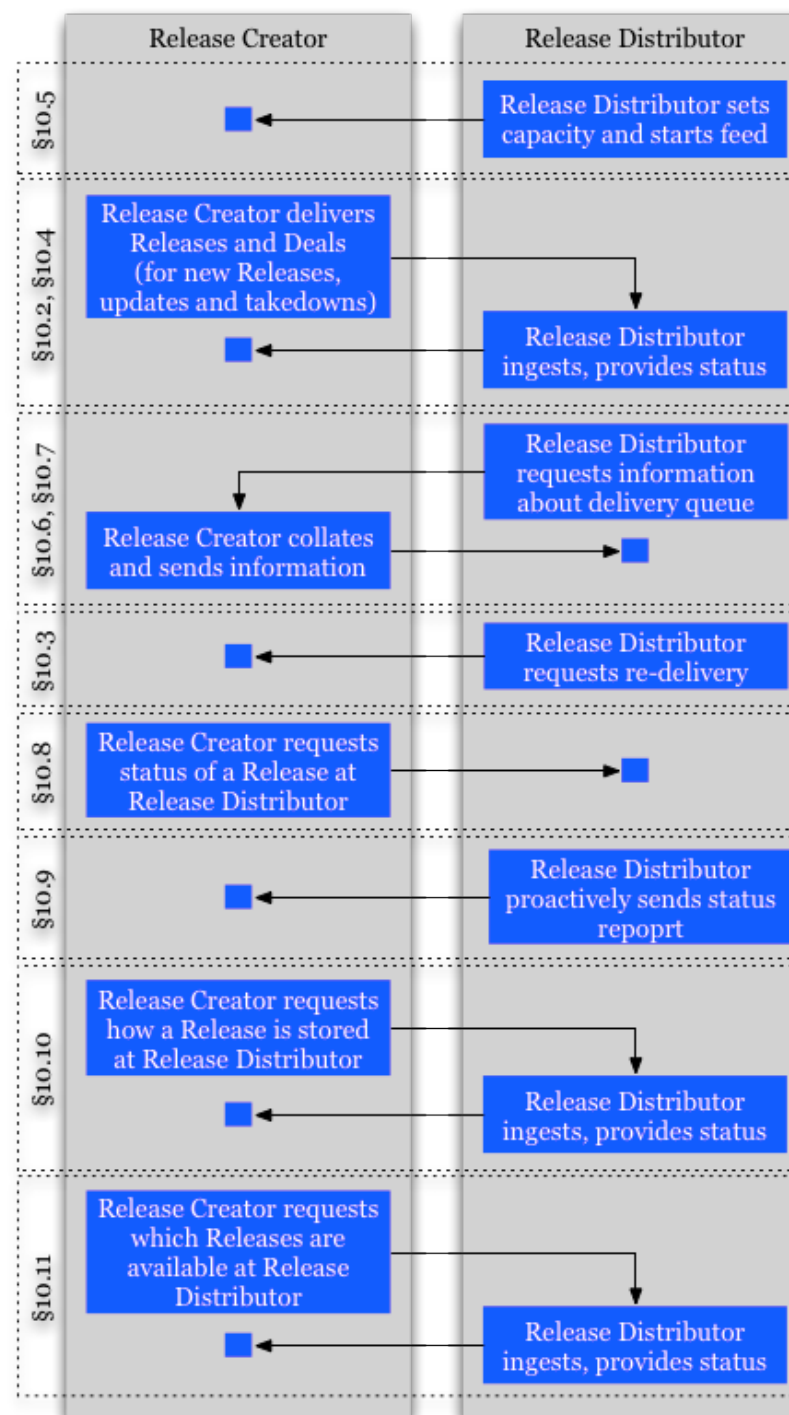 Release Creator
Release Distributor
§10.5
Release Distributor sets
capacity and starts feed
§10.2, §10.4
Release Creator delivers
Releases and Deals
(for new Releases,
updates and takedowns)
Release Distributor
ingests, provides status
§10.6, §10.7
Release Distributor
requests information
about delivery queue
Release Creator collates
and sends information
§10.3
Release Distributor
requests re-delivery
§10.8
Release Creator requests
status of a Release at
Release Distributor
§10.9
Release Distributor
proactively sends status
repoprt
§10.10
Release Creator requests
how a Release is stored
at Release Distributor
Release Distributor
ingests, provides status
§10.11
Release Creator requests
which Releases are
available at Release
Distributor
Release Distributor
ingests, provides status